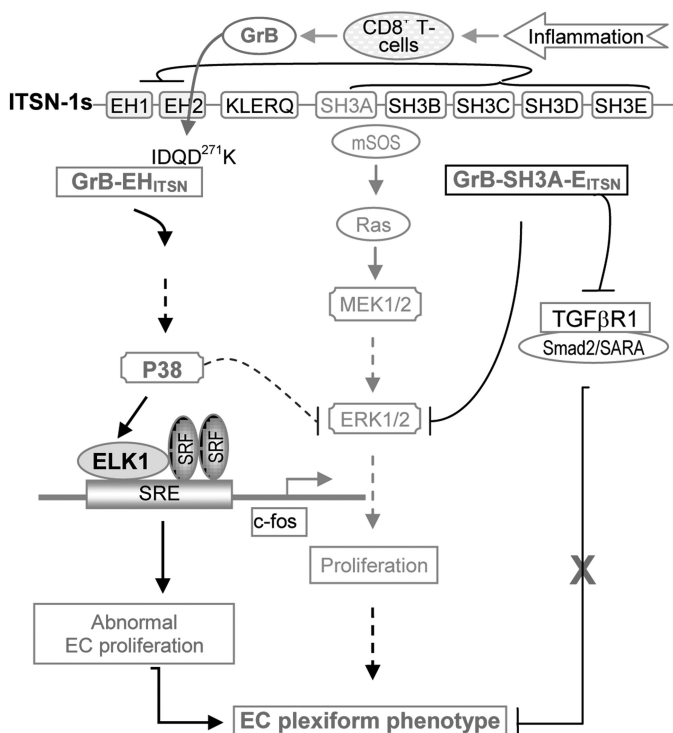 GrB
CD8⁺ T-
cells
Inflammation
ITSN-1s
EH1
EH2
KLERQ
SH3A
SH3B
SH3C
SH3D
SH3E
IDQD²⁷¹K
GrB-EH_ITSN
mSOS
GrB-SH3A-E_ITSN
Ras
MEK1/2
TGFβR1
Smad2/SARA
P38
ERK1/2
ELK1
SRF
SRF
SRE
c-fos
Proliferation
X
Abnormal
EC proliferation
EC plexiform phenotype